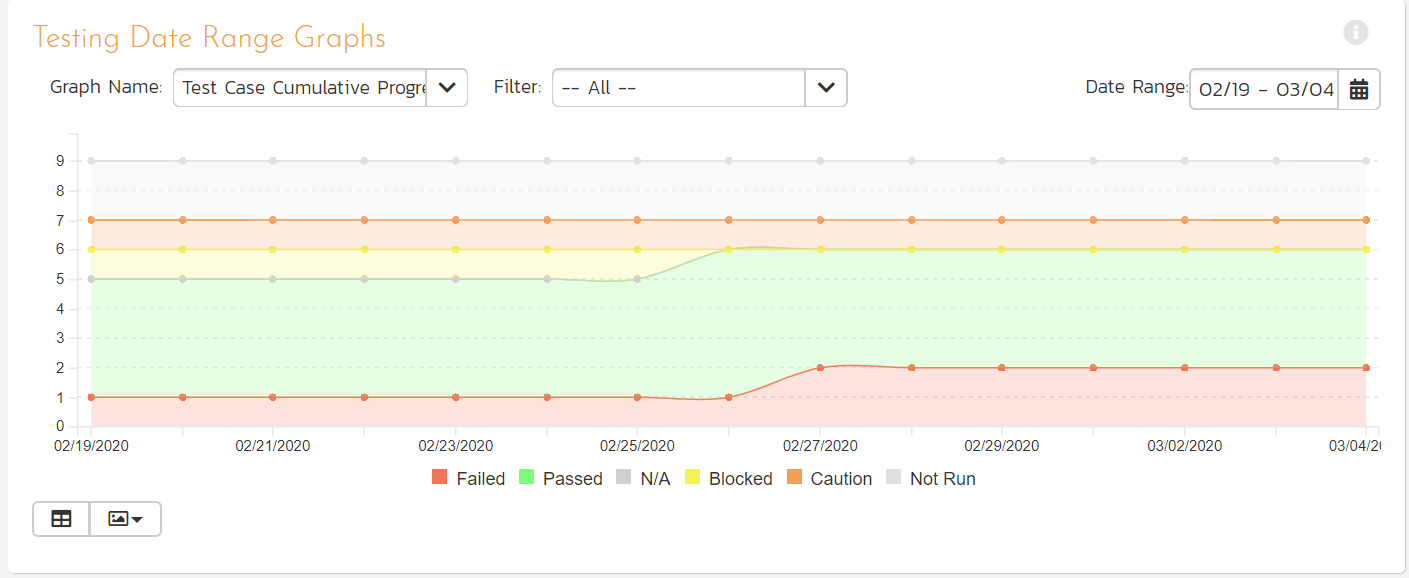 Testing Date Range Graphs
Graph Name: Test Case Cumulative Progre Filter: -- All -- Date Range: 02/19 - 03/04
9
8
7
6
5
4
3
2
1
0
02/19/2020 02/21/2020 02/23/2020 02/25/2020 02/27/2020 02/29/2020 03/02/2020 03/04/2(
Failed Passed N/A Blocked Caution Not Run